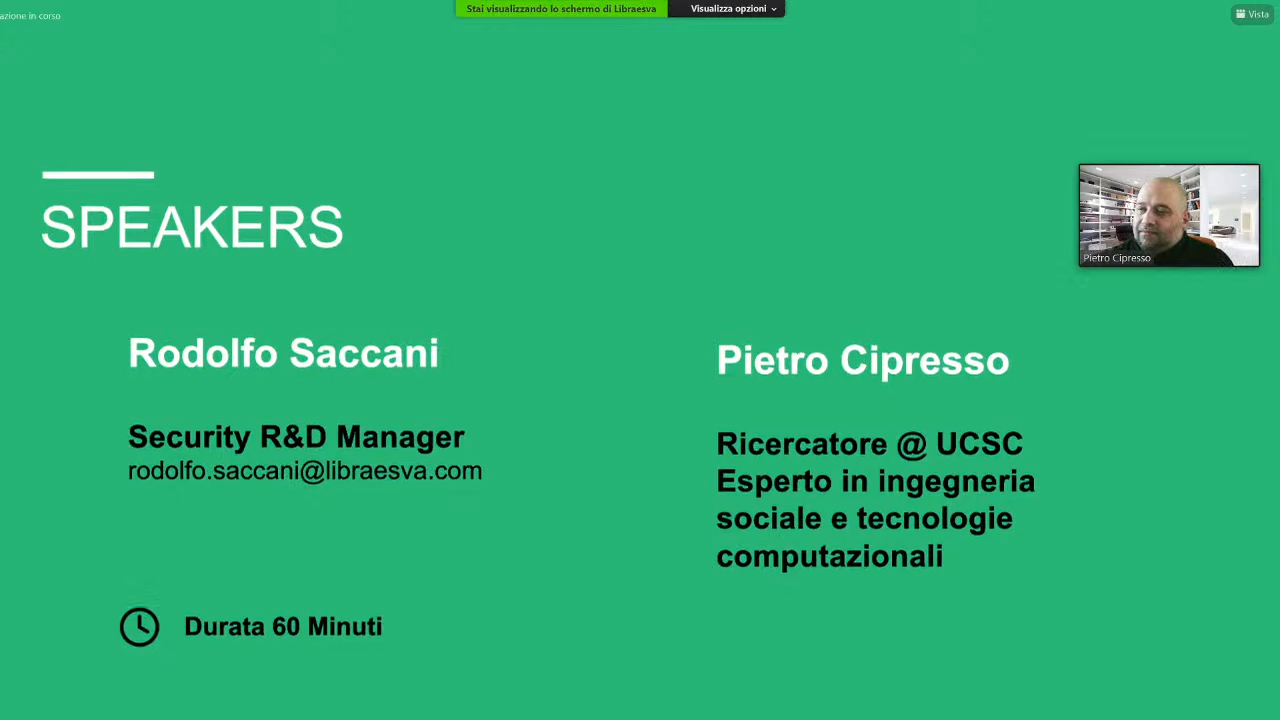 azione in corso
Stai visualizzando lo schermo di Libraesva
Visualizza opzioni
Vista
SPEAKERS
Pietro Cipresso
Rodolfo Saccani
Security R&D Manager
rodolfo.saccani@libraesva.com
Pietro Cipresso
Ricercatore @ UCSC
Esperto in ingegneria
sociale e tecnologie
computazionali
Durata 60 Minuti